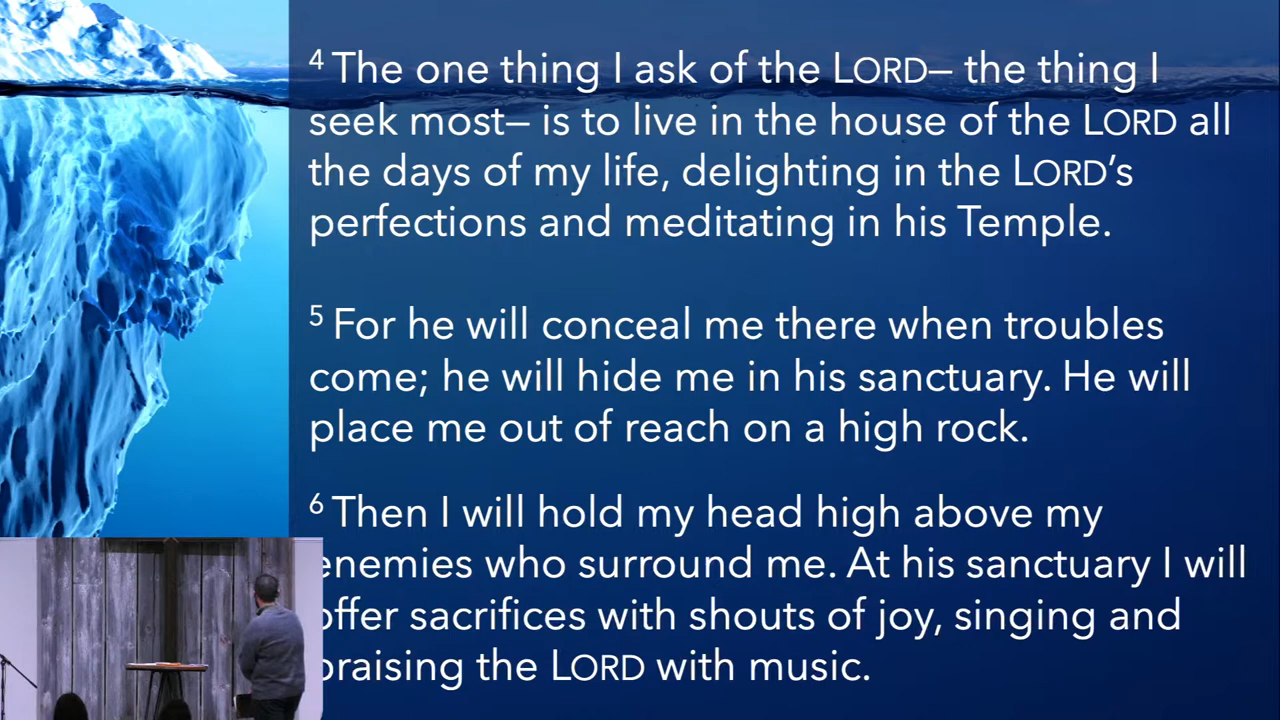 4 The one thing I ask of the LORD– the thing I
seek most– is to live in the house of the LORD all
the days of my life, delighting in the LORD’s
perfections and meditating in his Temple.
5 For he will conceal me there when troubles
come; he will hide me in his sanctuary. He will
place me out of reach on a high rock.
6 Then I will hold my head high above my
enemies who surround me. At his sanctuary I will
offer sacrifices with shouts of joy, singing and
praising the LORD with music.